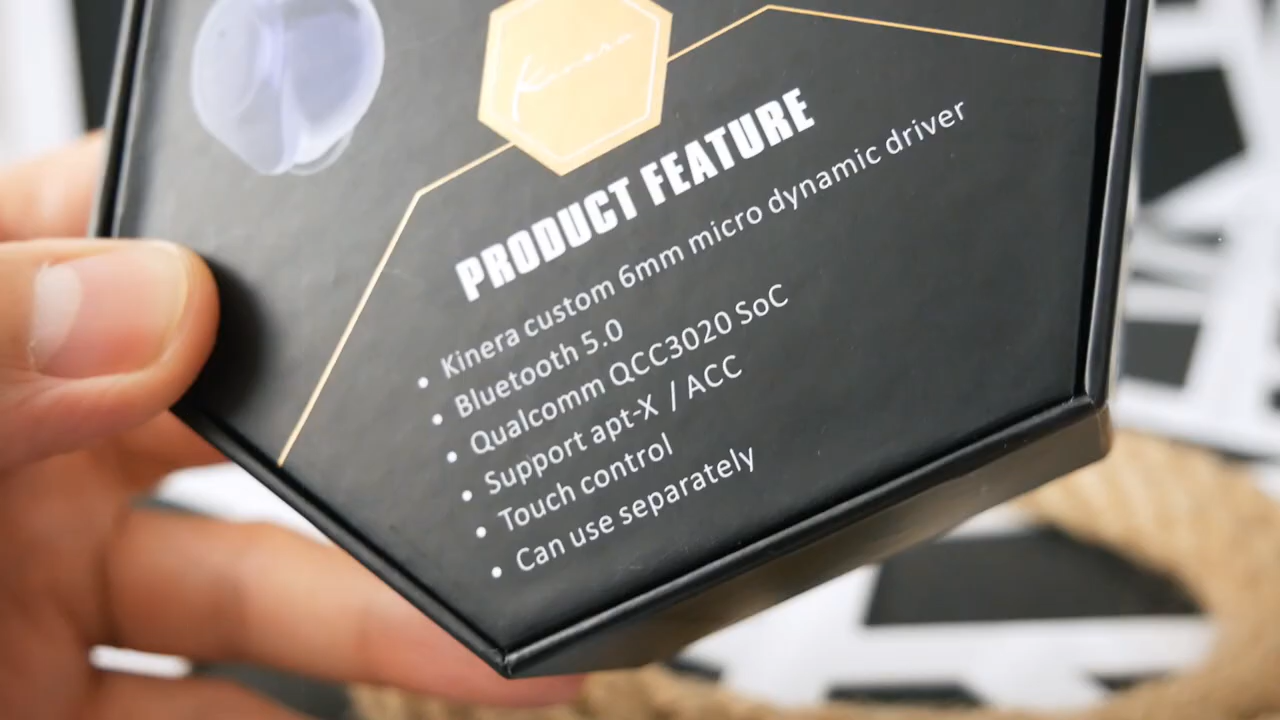 Kinera
PRODUCT FEATURE
• Kinera custom 6mm micro dynamic driver
• Bluetooth 5.0
• Qualcomm QCC3020 SoC
• Support apt-X / ACC
• Touch control
• Can use separately